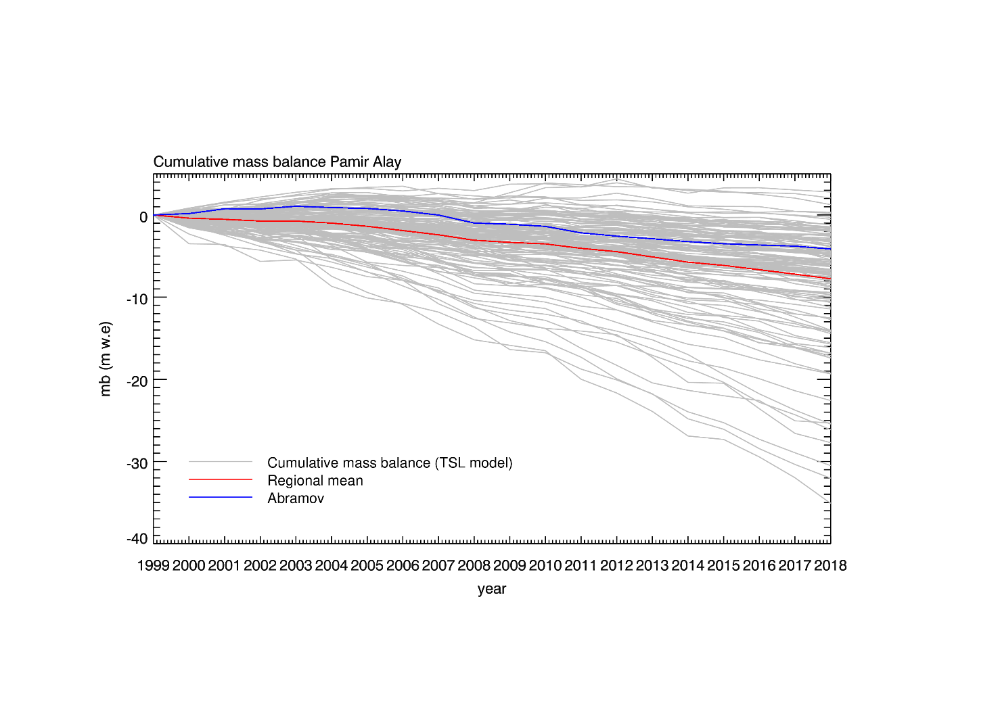 Cumulative mass balance Pamir Alay
0
-10
-20
-30
-40
mb (m w.e)
Cumulative mass balance (TSL model)
Regional mean
Abramov
1999 2000 2001 2002 2003 2004 2005 2006 2007 2008 2009 2010 2011 2012 2013 2014 2015 2016 2017 2018
year